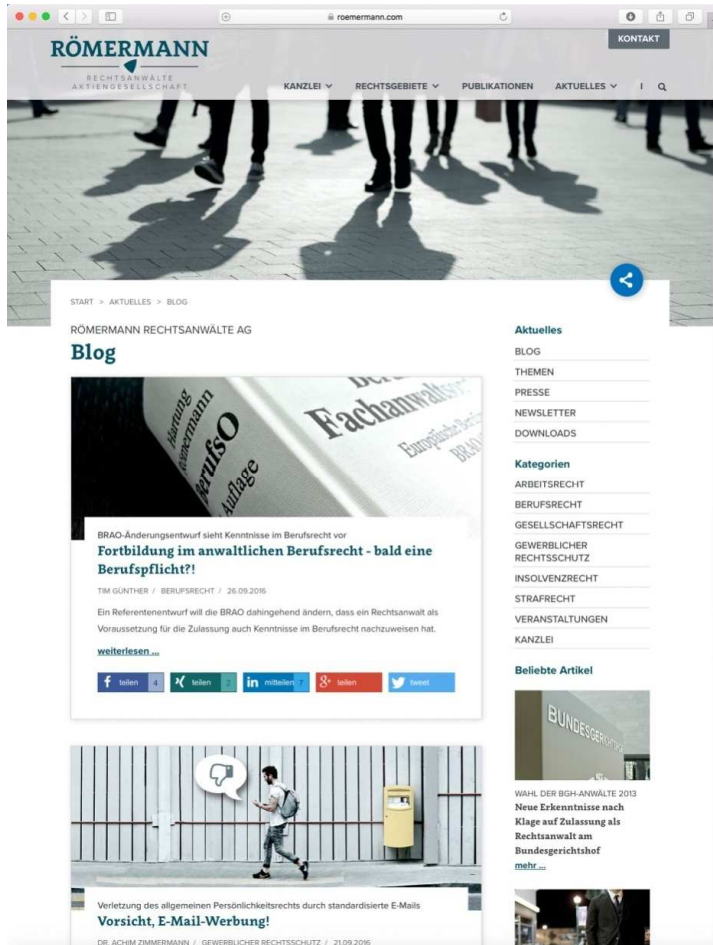 roemermann.com
KONTAKT
RÖMERMANN
RECHTSANWÄLTE
AKTIENGESELLSCHAFT
KANZLEI
RECHTSGEBIETE
PUBLIKATIONEN
AKTUELLES
START > AKTUELLES > BLOG
RÖMERMANN RECHTSANWÄLTE AG
Blog
Hartung
Römermann
BerufsO
Auflage
Fachanwalts
Europäische
BRAO
BRAO-Änderungsentwurf sieht Kenntnisse im Berufsrecht vor
Fortbildung im anwaltlichen Berufsrecht - bald eine
Berufspflicht?!
TIM GÜNTHER / BERUFSRECHT / 26.09.2016
Ein Referentenentwurf will die BRAO dahingehend ändern, dass ein Rechtsanwalt als
Voraussetzung für die Zulassung auch Kenntnisse im Berufsrecht nachzuweisen hat.
weiterlesen ...
teilen 4 teilen 2 mitteilen 7 teilen tweet
Verletzung des allgemeinen Persönlichkeitsrechts durch standardisierte E-Mails
Vorsicht, E-Mail-Werbung!
DR. ACHIM ZIMMERMANN / GEWERBLICHER RECHTSSCHUTZ / 21.09.2016
Aktuelles
BLOG
THEMEN
PRESSE
NEWSLETTER
DOWNLOADS
Kategorien
ARBEITSRECHT
BERUFSRECHT
GESELLSCHAFTSRECHT
GEWERBLICHER
RECHTSSCHUTZ
INSOLVENZRECHT
STRAFRECHT
VERANSTALTUNGEN
KANZLEI
Beliebte Artikel
BUNDESGERICHTSHOF
WAHL DER BGH-ANWÄLTE 2013
Neue Erkenntnisse nach
Klage auf Zulassung als
Rechtsanwalt am
Bundesgerichtshof
mehr ...